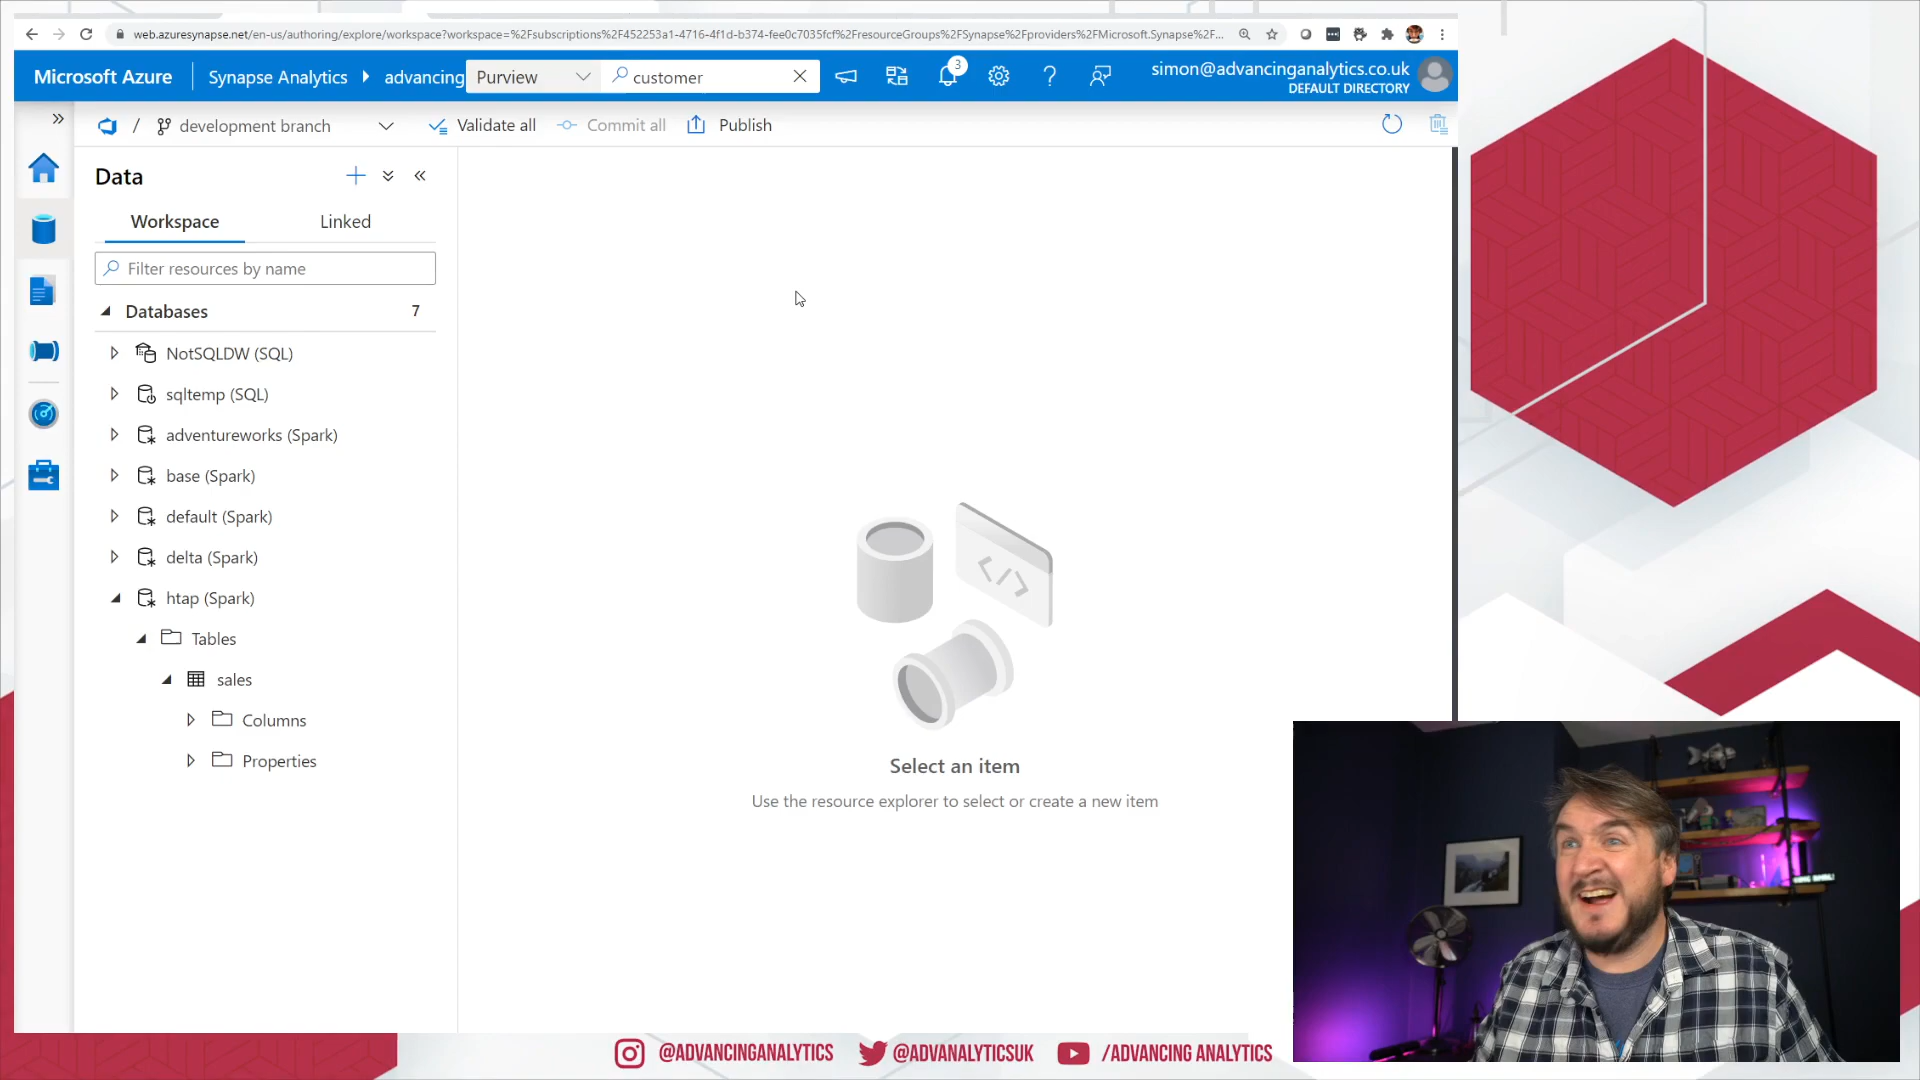 web.azuresynapse.net/en-us/authoring/explore/workspace?workspace=%2Fsubscriptions%2F452253a1-4716-4f1d-b374-fee0c7035fcf%2FresourceGroups%2FSynapse%2Fproviders%2FMicrosoft.Synapse%2F...
Microsoft Azure
Synapse Analytics
advancing
Purview
customer
3
simon@advancinganalytics.co.uk
DEFAULT DIRECTORY
/
development branch
Validate all
Commit all
Publish
Data
Workspace
Linked
Filter resources by name
Databases
7
NotSQLDW (SQL)
sqltemp (SQL)
adventureworks (Spark)
base (Spark)
default (Spark)
delta (Spark)
htap (Spark)
Tables
sales
Columns
Properties
Select an item
Use the resource explorer to select or create a new item
@ADVANCINGANALYTICS
@ADVANALYTICSUK
/ADVANCING ANALYTICS